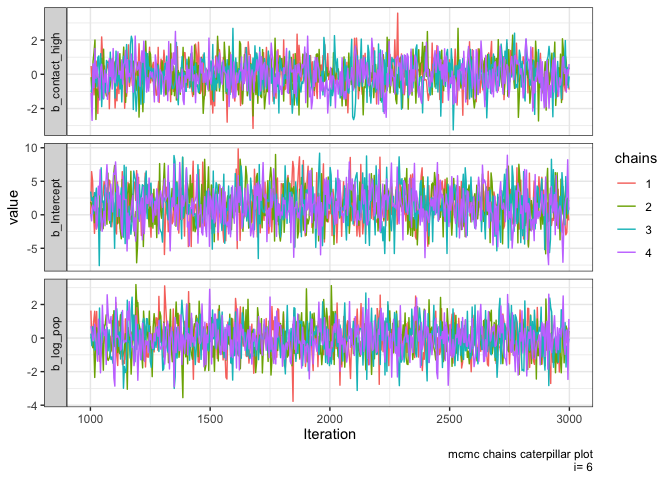 b_contact_high
2
0
-2
b_Intercept
10
5
0
-5
b_log_pop
2
0
-2
-4
value
1000
1500
2000
2500
3000
Iteration
chains
1
2
3
4
mcmc chains caterpillar plot
i= 6